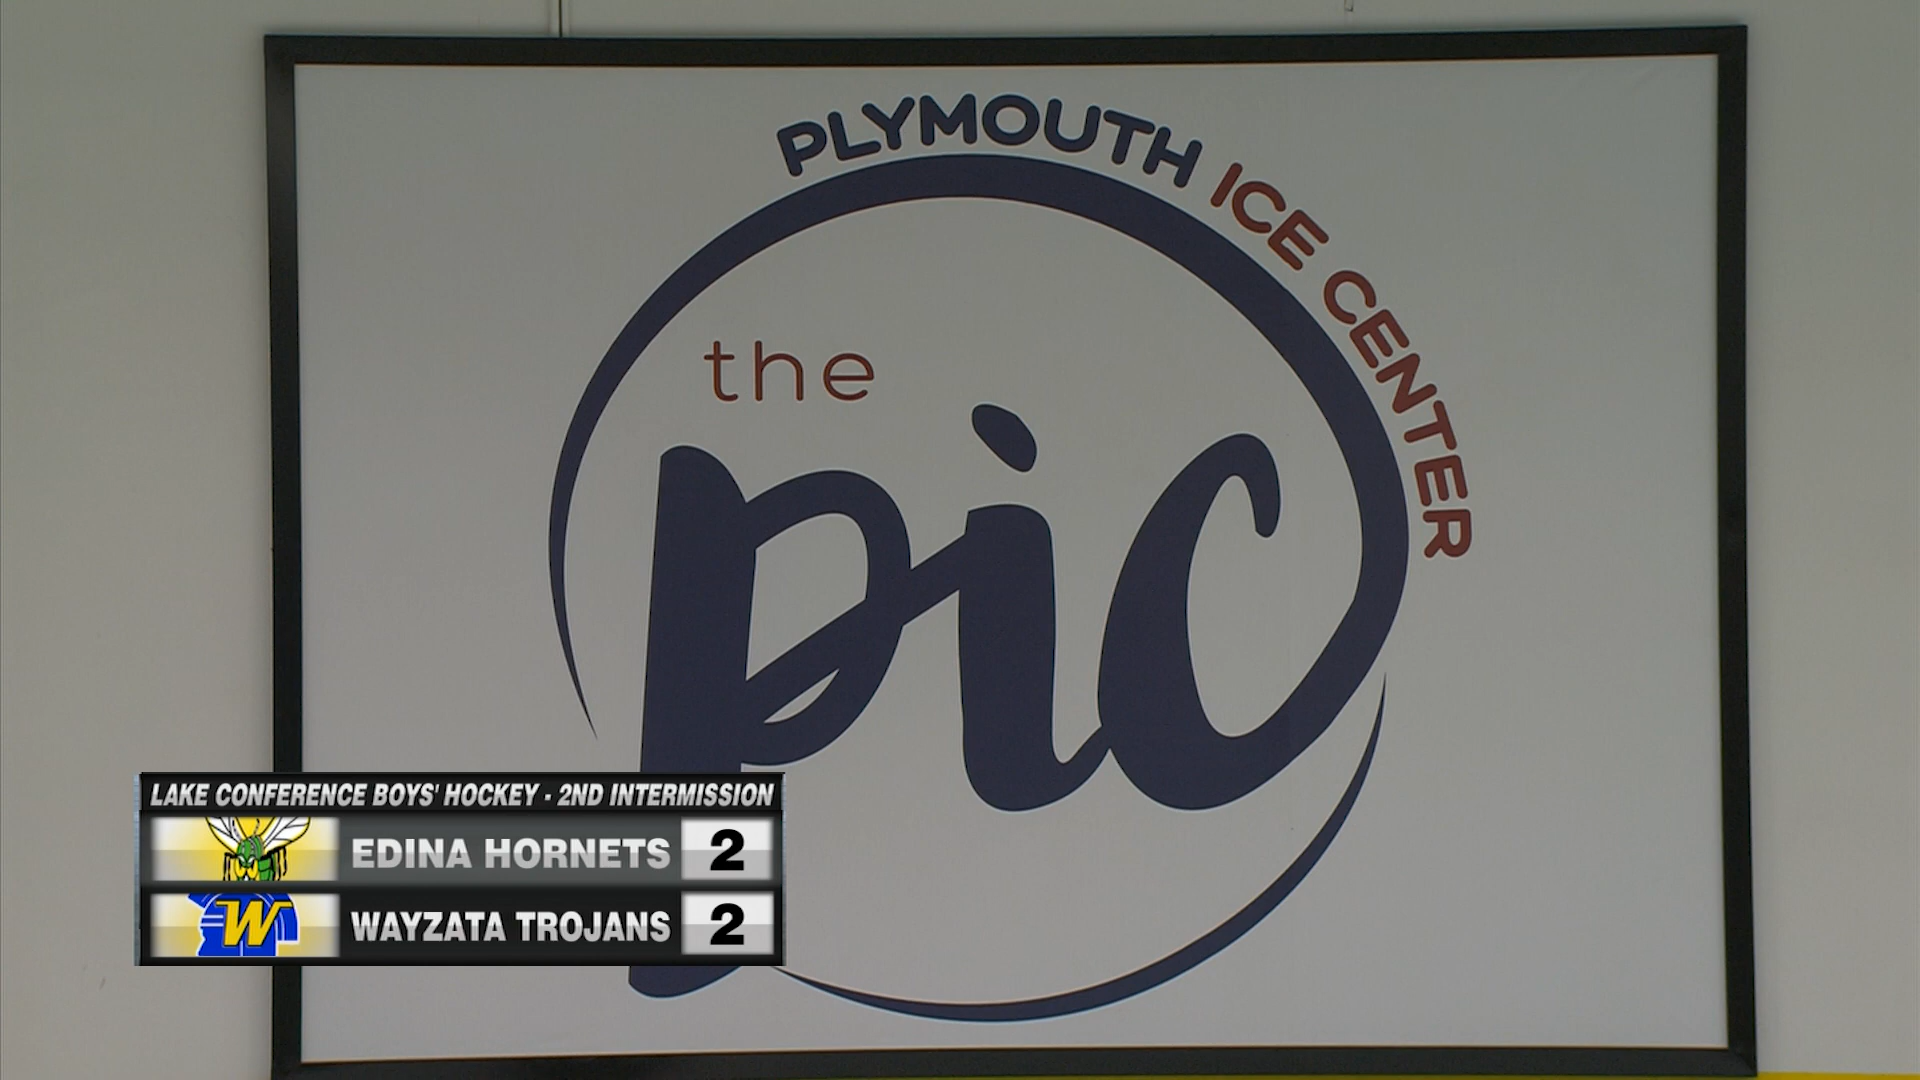 PLYMOUTH ICE CENTER
the
pic
LAKE CONFERENCE BOYS' HOCKEY - 2ND INTERMISSION
EDINA HORNETS 2
W WAYZATA TROJANS 2